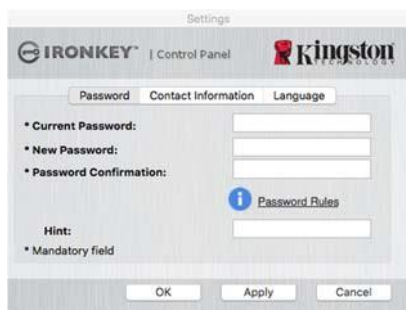 Settings
IRONKEY™ | Control Panel
Kingston
TECHNOLOGY
Password Contact Information Language
* Current Password:
* New Password:
* Password Confirmation:
i Password Rules
Hint:
* Mandatory field
OK Apply Cancel